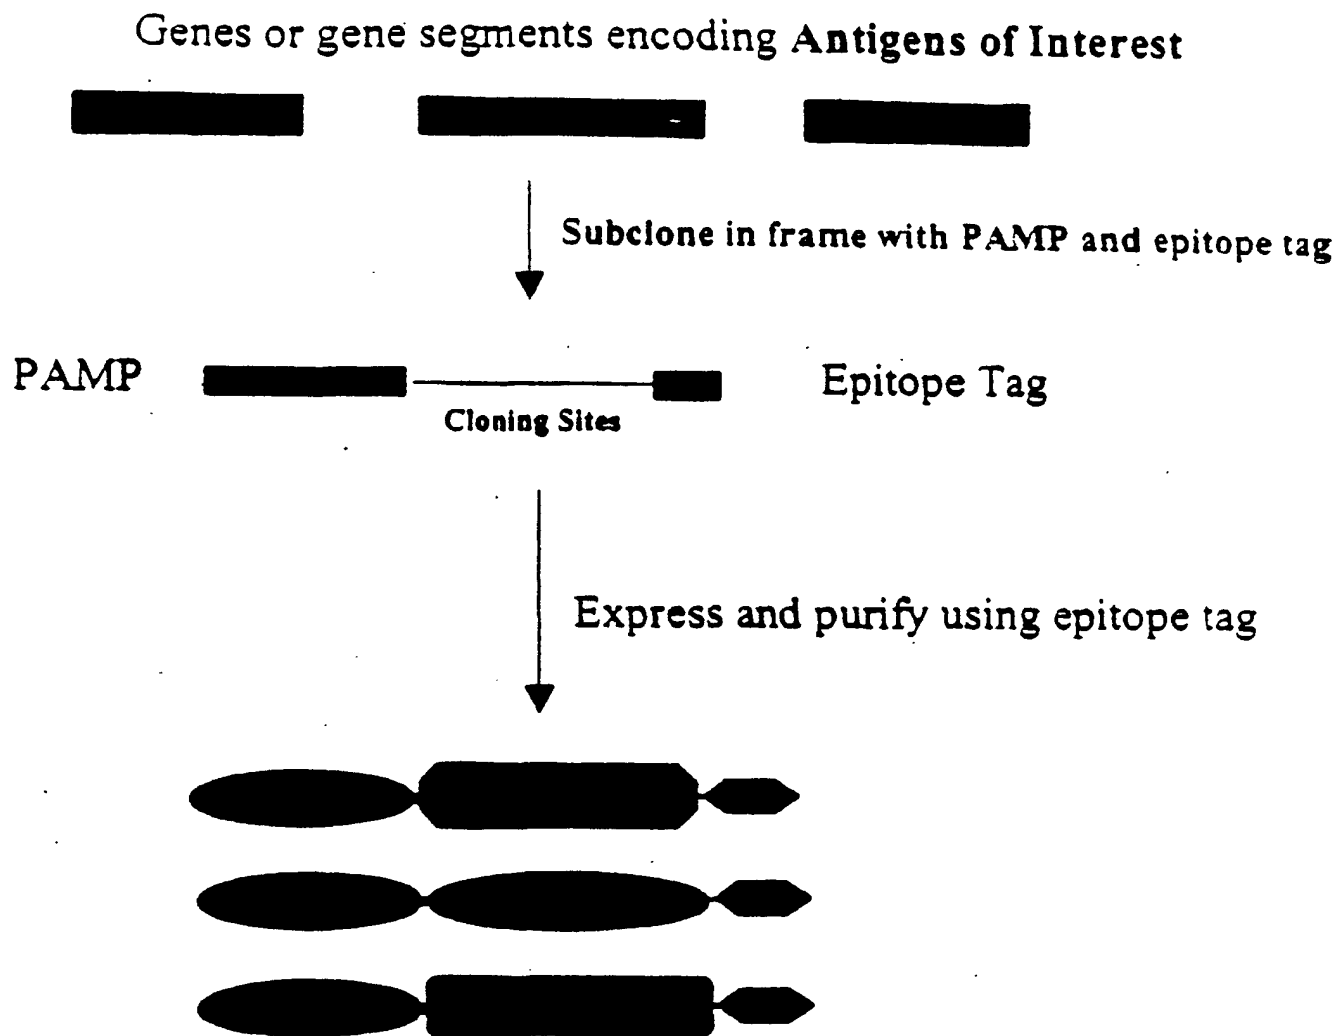 Genes or gene segments encoding Antigens of Interest
Subclone in frame with PAMP and epitope tag
PAMP
Epitope Tag
Cloning Sites
Express and purify using epitope tag